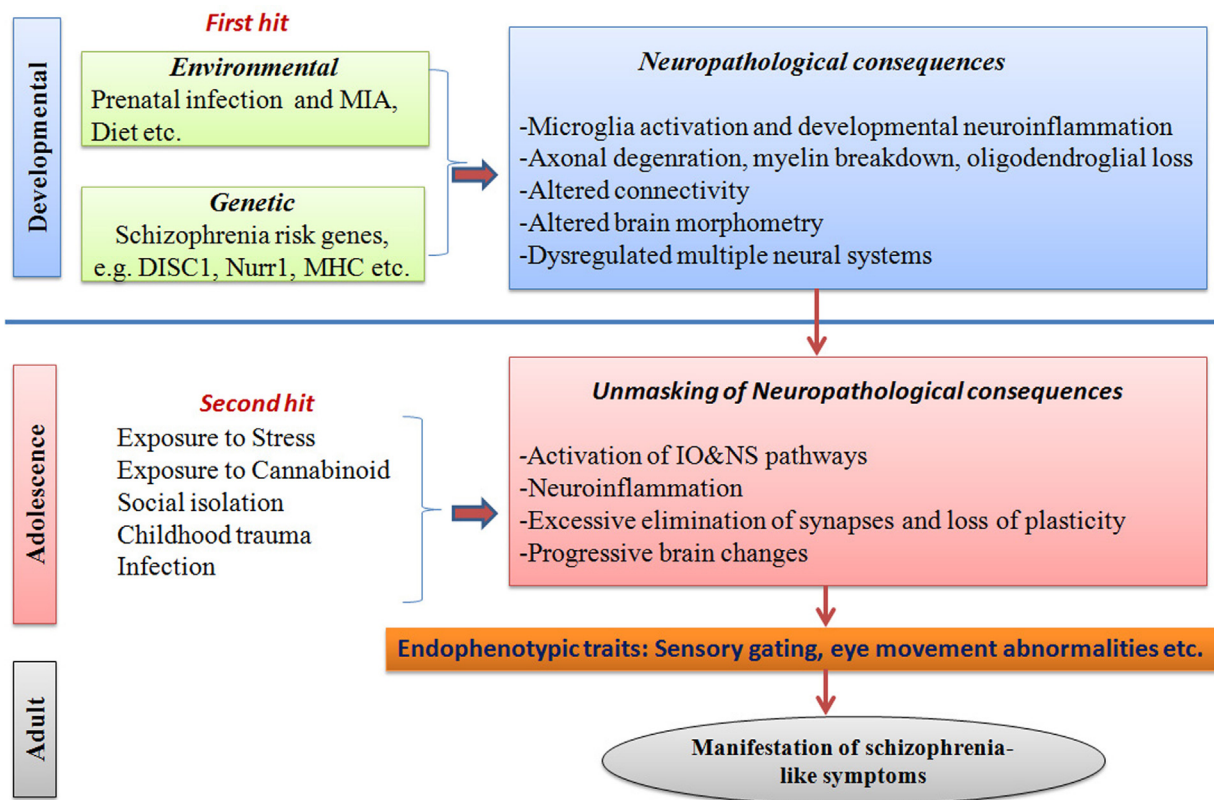 Developmental
First hit
Environmental
Prenatal infection and MIA,
Diet etc.
Genetic
Schizophrenia risk genes,
e.g. DISC1, Nurr1, MHC etc.
Neuropathological consequences
-Microglia activation and developmental neuroinflammation
-Axonal degenration, myelin breakdown, oligodendroglial loss
-Altered connectivity
-Altered brain morphometry
-Dysregulated multiple neural systems
Adolescence
Second hit
Exposure to Stress
Exposure to Cannabinoid
Social isolation
Childhood trauma
Infection
Unmasking of Neuropathological consequences
-Activation of IO&NS pathways
-Neuroinflammation
-Excessive elimination of synapses and loss of plasticity
-Progressive brain changes
Endophenotypic traits: Sensory gating, eye movement abnormalities etc.
Adult
Manifestation of schizophrenia-
like symptoms